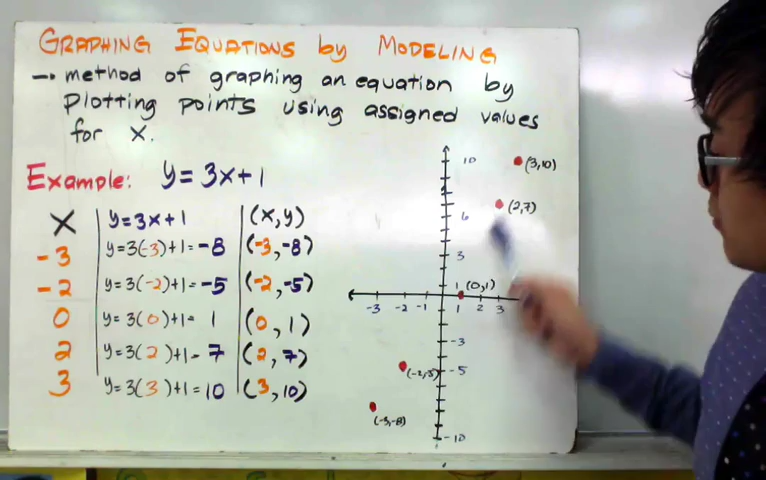 GRAPHING EQUATIONS by MODELING
→ method of graphing an equation by
plotting points using assigned values
for x.
Example: y = 3x+1
x y=3x+1 (x,y)
-3 y=3(-3)+1=-8 (-3,-8)
-2 y=3(-2)+1=-5 (-2,-5)
0 y=3(0)+1= 1 (0, 1)
2 y=3(2)+1= 7 (2, 7)
3 y=3(3)+1=10 (3,10)
10 (3,10)
6 (2,7)
3
1 (0,1)
-3 -2 -1 1 2 3
-3
(-2,-5) -5
(-3,-8)
-10